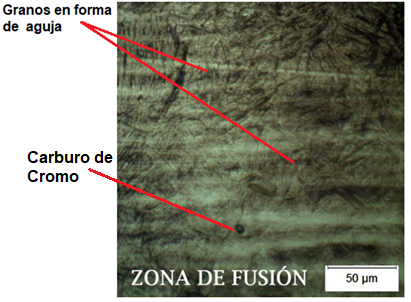 Granos en forma
de aguja
Carburo de
Cromo
ZONA DE FUSIÓN
50 µm